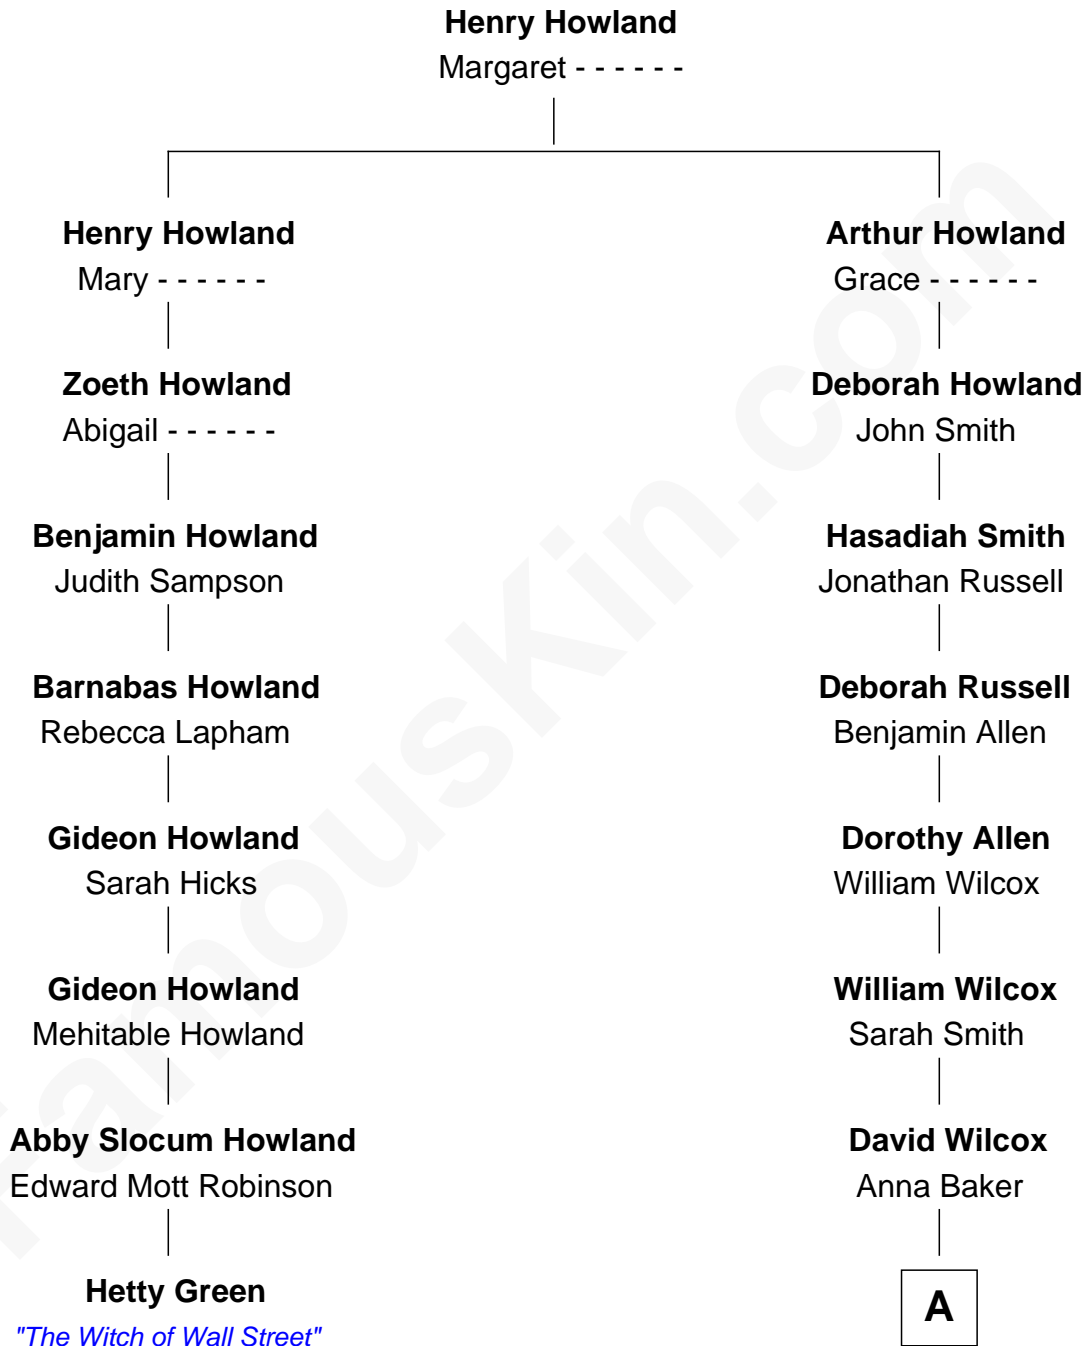 Henry Howland
Margaret - - - - - -
Henry Howland
Mary - - - - - -
Arthur Howland
Grace - - - - - -
Zoeth Howland
Abigail - - - - - -
Deborah Howland
John Smith
Benjamin Howland
Judith Sampson
Hasadiah Smith
Jonathan Russell
Barnabas Howland
Rebecca Lapham
Deborah Russell
Benjamin Allen
Gideon Howland
Sarah Hicks
Dorothy Allen
William Wilcox
Gideon Howland
Mehitable Howland
William Wilcox
Sarah Smith
Abby Slocum Howland
Edward Mott Robinson
David Wilcox
Anna Baker
Hetty Green
"The Witch of Wall Street"
A
FamousKin.com